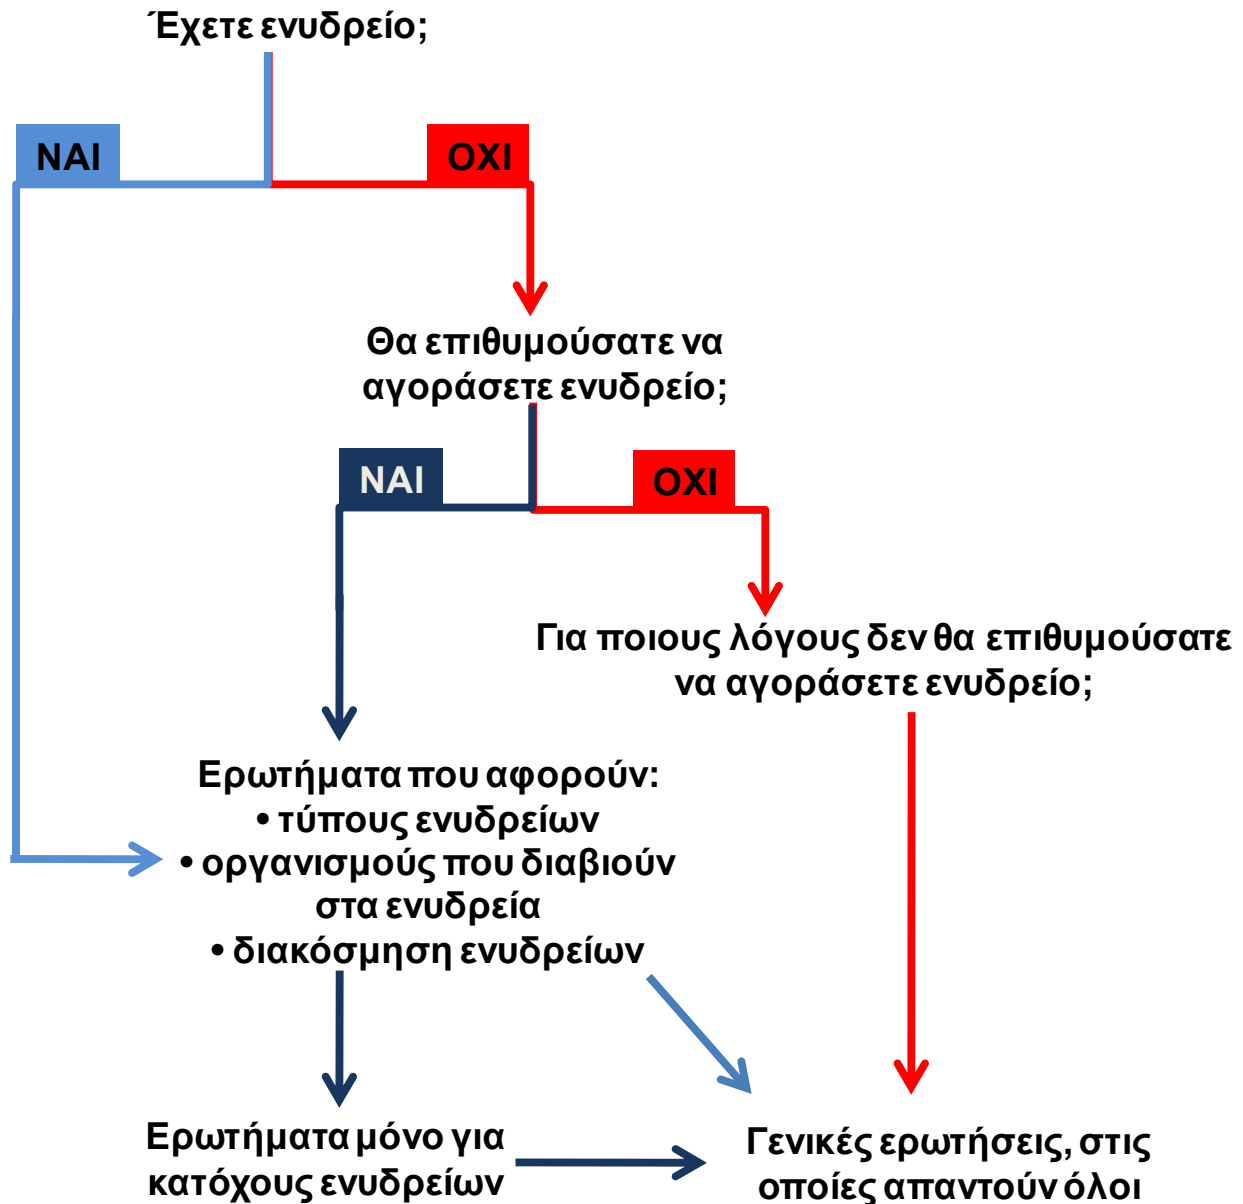 Έχετε ενυδρείο;
ΝΑΙ
ΟΧΙ
Θα επιθυμούσατε να
αγοράσετε ενυδρείο;
ΝΑΙ
ΟΧΙ
Για ποιους λόγους δεν θα επιθυμούσατε
να αγοράσετε ενυδρείο;
Ερωτήματα που αφορούν:
• τύπους ενυδρείων
• οργανισμούς που διαβιούν
στα ενυδρεία
• διακόσμηση ενυδρείων
Ερωτήματα μόνο για
κατόχους ενυδρείων
Γενικές ερωτήσεις, στις
οποίες απαντούν όλοι